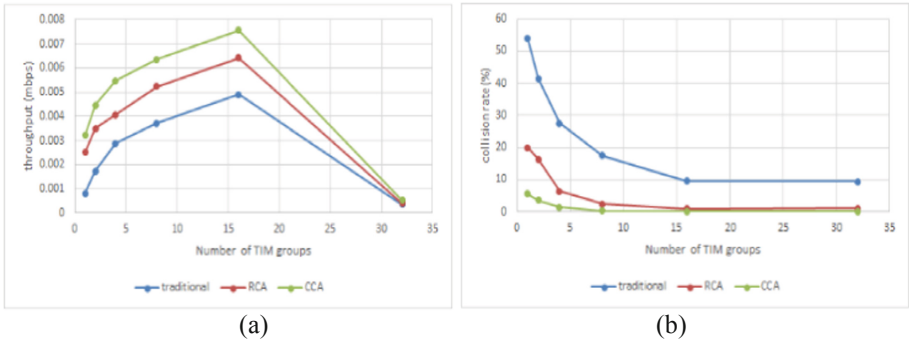 0.008
0.007
0.006
0.005
0.004
0.003
0.002
0.001
0
throughput (mbps)
0 5 10 15 20 25 30 35
Number of TIM groups
traditional RCA CCA
(a)
60
50
40
30
20
10
0
collision rate (%)
0 5 10 15 20 25 30 35
Number of TIM groups
traditional RCA CCA
(b)